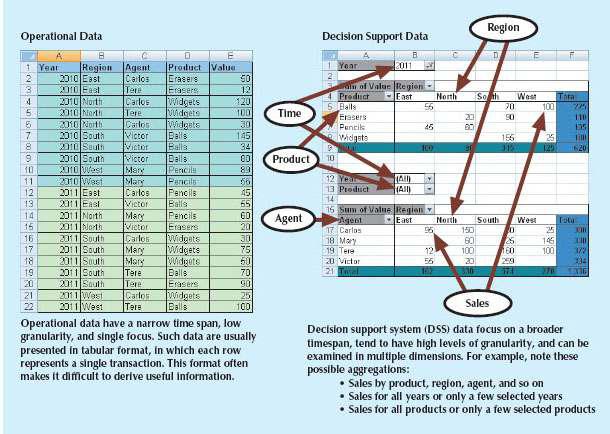 Operational Data
A B C D E
1 Year Region Agent Product Value
2 2010 East Carlos Erasers 50
3 2010 East Tere Erasers 12
4 2010 North Carlos Widgets 120
5 2010 North Tere Widgets 100
6 2010 North Carlos Widgets 30
7 2010 South Victor Balls 145
8 2010 South Victor Balls 34
9 2010 South Victor Balls 80
10 2010 West Mary Pencils 89
11 2010 West Mary Pencils 56
12 2011 East Carlos Pencils 45
13 2011 East Victor Balls 55
14 2011 North Mary Pencils 60
15 2011 North Victor Erasers 20
16 2011 South Carlos Widgets 30
17 2011 South Mary Widgets 75
18 2011 South Mary Widgets 50
19 2011 South Tere Balls 70
20 2011 South Tere Erasers 90
21 2011 West Carlos Widgets 25
22 2011 West Tere Balls 100
Operational data have a narrow time span, low
granularity, and single focus. Such data are usually
presented in tabular format, in which each row
represents a single transaction. This format often
makes it difficult to derive useful information.
Time
Product
Agent
Region
Sales
Decision Support Data
A B C D E F
1 Year 2011
2
3 Sum of Value Region
4 Product East North South West Total
5 Balls 55 70 100 225
Erasers 20 90 110
Pencils 45 60 105
8 Widgets 155 25 180
9 Total 100 80 315 125 620
10
12 Year (All)
13 Product (All)
14
15 Sum of Value Region
Agent East North South West Total
17 Carlos 95 150 25 300
18 Mary 60 145 330
19 Tere 12 100 100 372
20 Victor 55 20 259 334
21 Total 162 330 574 270 1,336
Decision support system (DSS) data focus on a broader
timespan, tend to have high levels of granularity, and can be
examined in multiple dimensions. For example, note these
possible aggregations:
• Sales by product, region, agent, and so on
• Sales for all years or only a few selected years
• Sales for all products or only a few selected products